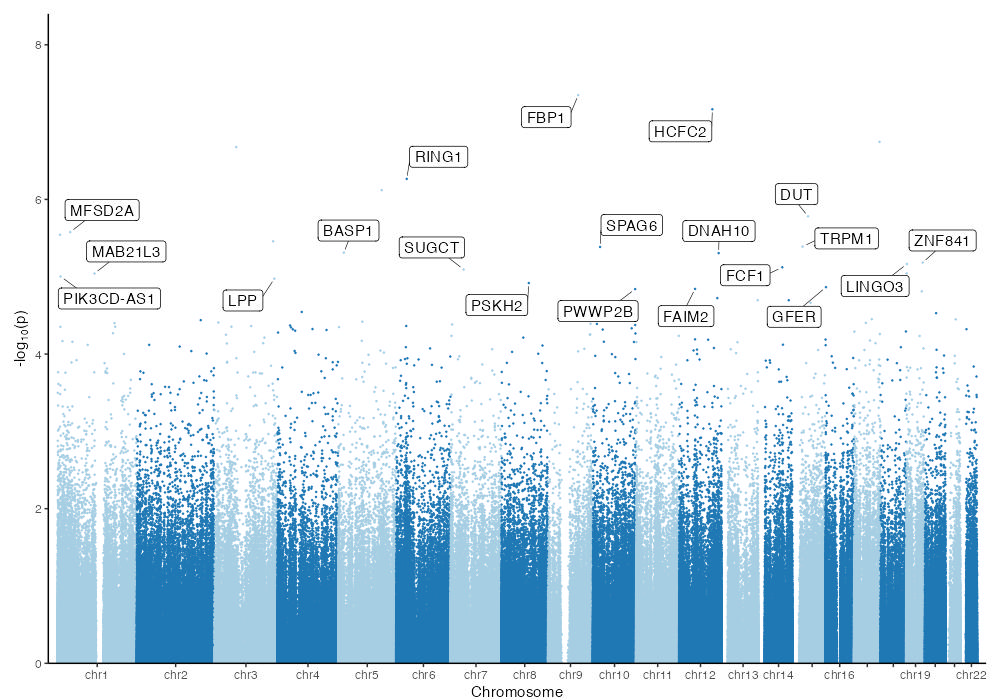 8
FBP1
HCFC2
RING1
6
DUT
MFSD2A
BASP1
SPAG6
DNAH10
TRPM1
ZNF841
MAB21L3
SUGCT
FCF1
LINGO3
PIK3CD-AS1
LPP
PSKH2
PWWP2B
FAIM2
GFER
-log10(p)
4
2
0
chr1 chr2 chr3 chr4 chr5 chr6 chr7 chr8 chr9 chr10 chr11 chr12 chr13 chr14 chr16 chr19 chr22
Chromosome